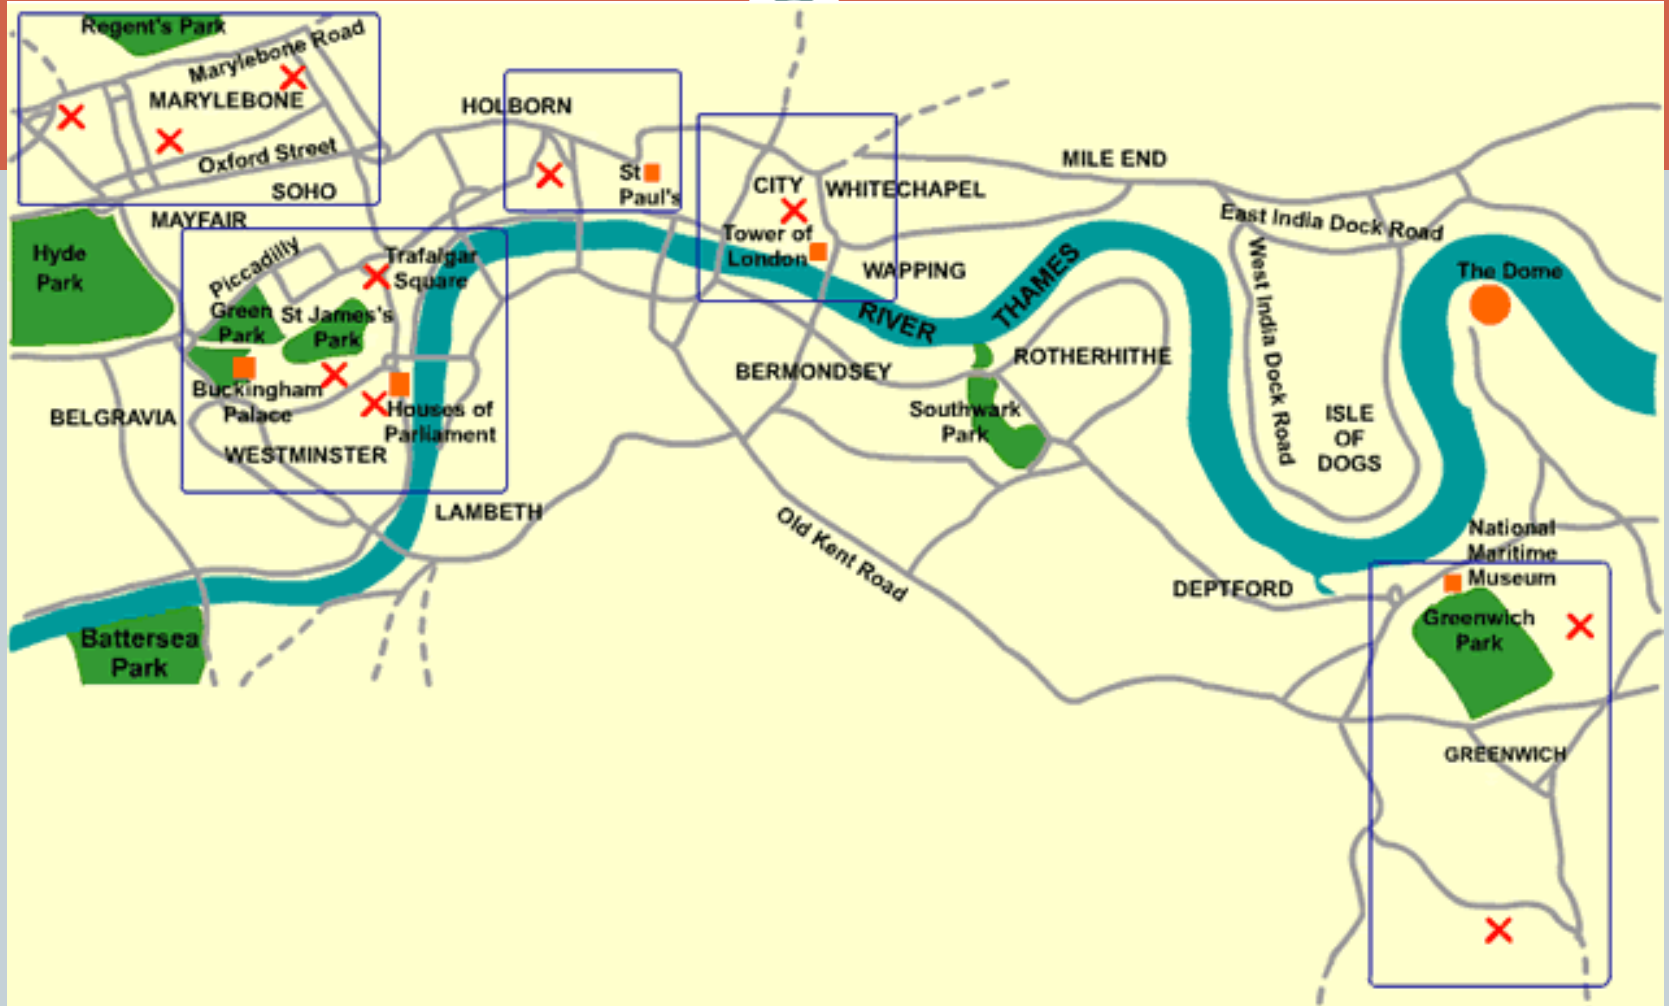 Regent's Park
Marylebone Road
MARYLEBONE
Oxford Street
SOHO
MAYFAIR
HOLBORN
St
Paul's
CITY
WHITECHAPEL
Tower of
London
WAPPING
MILE END
East India Dock Road
West India Dock Road
The Dome
Hyde
Park
Piccadilly
Trafalgar
Square
Green
Park
St James's
Park
Buckingham
Palace
Houses of
Parliament
BELGRAVIA
WESTMINSTER
LAMBETH
RIVER
THAMES
BERMONDSEY
ROTHERHITHE
Southwark
Park
ISLE
OF
DOGS
Old Kent Road
DEPTFORD
National
Maritime
Museum
Greenwich
Park
GREENWICH
Battersea
Park